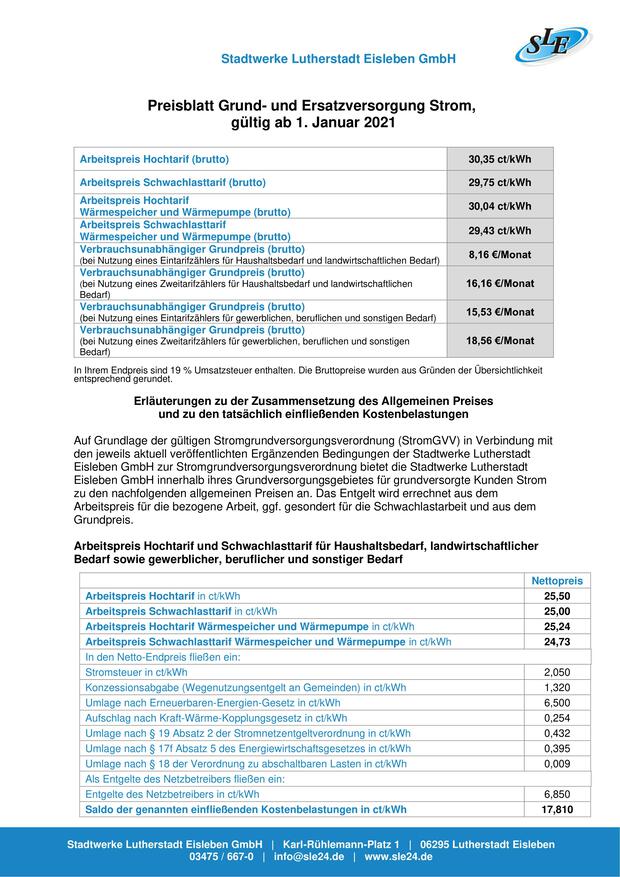 SLE
Stadtwerke Lutherstadt Eisleben GmbH
Preisblatt Grund- und Ersatzversorgung Strom,
gültig ab 1. Januar 2021
Arbeitspreis Hochtarif (brutto) 30,35 ct/kWh
Arbeitspreis Schwachlasttarif (brutto) 29,75 ct/kWh
Arbeitspreis Hochtarif
Wärmespeicher und Wärmepumpe (brutto) 30,04 ct/kWh
Arbeitspreis Schwachlasttarif
Wärmespeicher und Wärmepumpe (brutto) 29,43 ct/kWh
Verbrauchsunabhängiger Grundpreis (brutto)
(bei Nutzung eines Eintarifzählers für Haushaltsbedarf und landwirtschaftlichen Bedarf) 8,16 €/Monat
Verbrauchsunabhängiger Grundpreis (brutto)
(bei Nutzung eines Zweitarifzählers für Haushaltsbedarf und landwirtschaftlichen 16,16 €/Monat
Bedarf)
Verbrauchsunabhängiger Grundpreis (brutto)
(bei Nutzung eines Eintarifzählers für gewerblichen, beruflichen und sonstigen Bedarf) 15,53 €/Monat
Verbrauchsunabhängiger Grundpreis (brutto)
(bei Nutzung eines Zweitarifzählers für gewerblichen, beruflichen und sonstigen 18,56 €/Monat
Bedarf)
In Ihrem Endpreis sind 19 % Umsatzsteuer enthalten. Die Bruttopreise wurden aus Gründen der Übersichtlichkeit
entsprechend gerundet.
Erläuterungen zu der Zusammensetzung des Allgemeinen Preises
und zu den tatsächlich einfließenden Kostenbelastungen
Auf Grundlage der gültigen Stromgrundversorgungsverordnung (StromGVV) in Verbindung mit
den jeweils aktuell veröffentlichten Ergänzenden Bedingungen der Stadtwerke Lutherstadt
Eisleben GmbH zur Stromgrundversorgungsverordnung bietet die Stadtwerke Lutherstadt
Eisleben GmbH innerhalb ihres Grundversorgungsgebietes für grundversorgte Kunden Strom
zu den nachfolgenden allgemeinen Preisen an. Das Entgelt wird errechnet aus dem
Arbeitspreis für die bezogene Arbeit, ggf. gesondert für die Schwachlastarbeit und aus dem
Grundpreis.
Arbeitspreis Hochtarif und Schwachlasttarif für Haushaltsbedarf, landwirtschaftlicher
Bedarf sowie gewerblicher, beruflicher und sonstiger Bedarf
Nettopreis
Arbeitspreis Hochtarif in ct/kWh 25,50
Arbeitspreis Schwachlasttarif in ct/kWh 25,00
Arbeitspreis Hochtarif Wärmespeicher und Wärmepumpe in ct/kWh 25,24
Arbeitspreis Schwachlasttarif Wärmespeicher und Wärmepumpe in ct/kWh 24,73
In den Netto-Endpreis fließen ein:
Stromsteuer in ct/kWh 2,050
Konzessionsabgabe (Wegenutzungsentgelt an Gemeinden) in ct/kWh 1,320
Umlage nach Erneuerbaren-Energien-Gesetz in ct/kWh 6,500
Aufschlag nach Kraft-Wärme-Kopplungsgesetz in ct/kWh 0,254
Umlage nach § 19 Absatz 2 der Stromnetzentgeltverordnung in ct/kWh 0,432
Umlage nach § 17f Absatz 5 des Energiewirtschaftsgesetzes in ct/kWh 0,395
Umlage nach § 18 der Verordnung zu abschaltbaren Lasten in ct/kWh 0,009
Als Entgelte des Netzbetreibers fließen ein:
Entgelte des Netzbetreibers in ct/kWh 6,850
Saldo der genannten einfließenden Kostenbelastungen in ct/kWh 17,810
Stadtwerke Lutherstadt Eisleben GmbH | Karl-Rühlemann-Platz 1 | 06295 Lutherstadt Eisleben
03475 / 667-0 | info@sle24.de | www.sle24.de